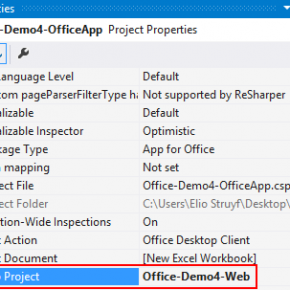 ties
-Demo4-OfficeApp Project Properties
Language Level Default
om pageParserFilterType ha Not supported by ReSharper
alizable Default
alizable Inspector Optimistic
kage Type App for Office
mapping Not set
ect File Office-Demo4-OfficeApp.csp
ect Folder C:\Users\Elio Struyf\Desktop\
tion-Wide Inspections On
t Action Office Desktop Client
t Document [New Excel Workbook]
Project Office-Demo4-Web